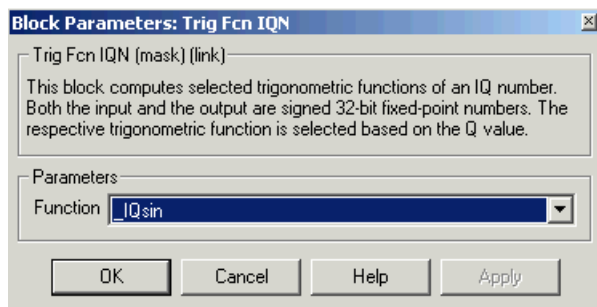 Block Parameters: Trig Fcn IQN
Trig Fcn IQN (mask) (link)
This block computes selected trigonometric functions of an IQ number.
Both the input and the output are signed 32-bit fixed-point numbers. The
respective trigonometric function is selected based on the Q value.
Parameters
Function _IQsin
OK Cancel Help Apply